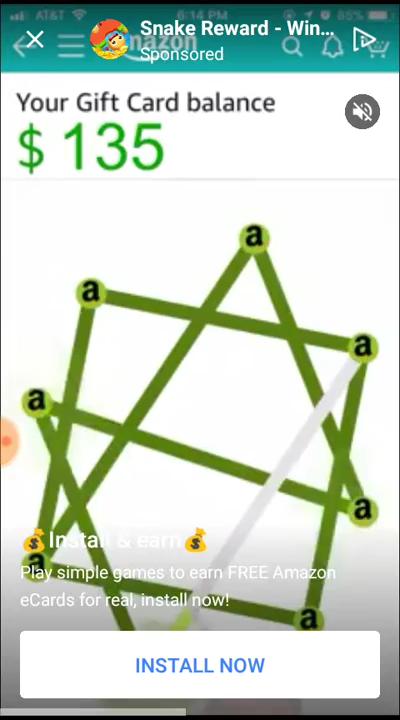 AT&T 6:14 PM 85%
Snake Reward - Win…
Sponsored
amazon
Your Gift Card balance
$ 135
a
a
a
a
a
a
a
💰Install & earn💰
Play simple games to earn FREE Amazon
eCards for real, install now!
INSTALL NOW